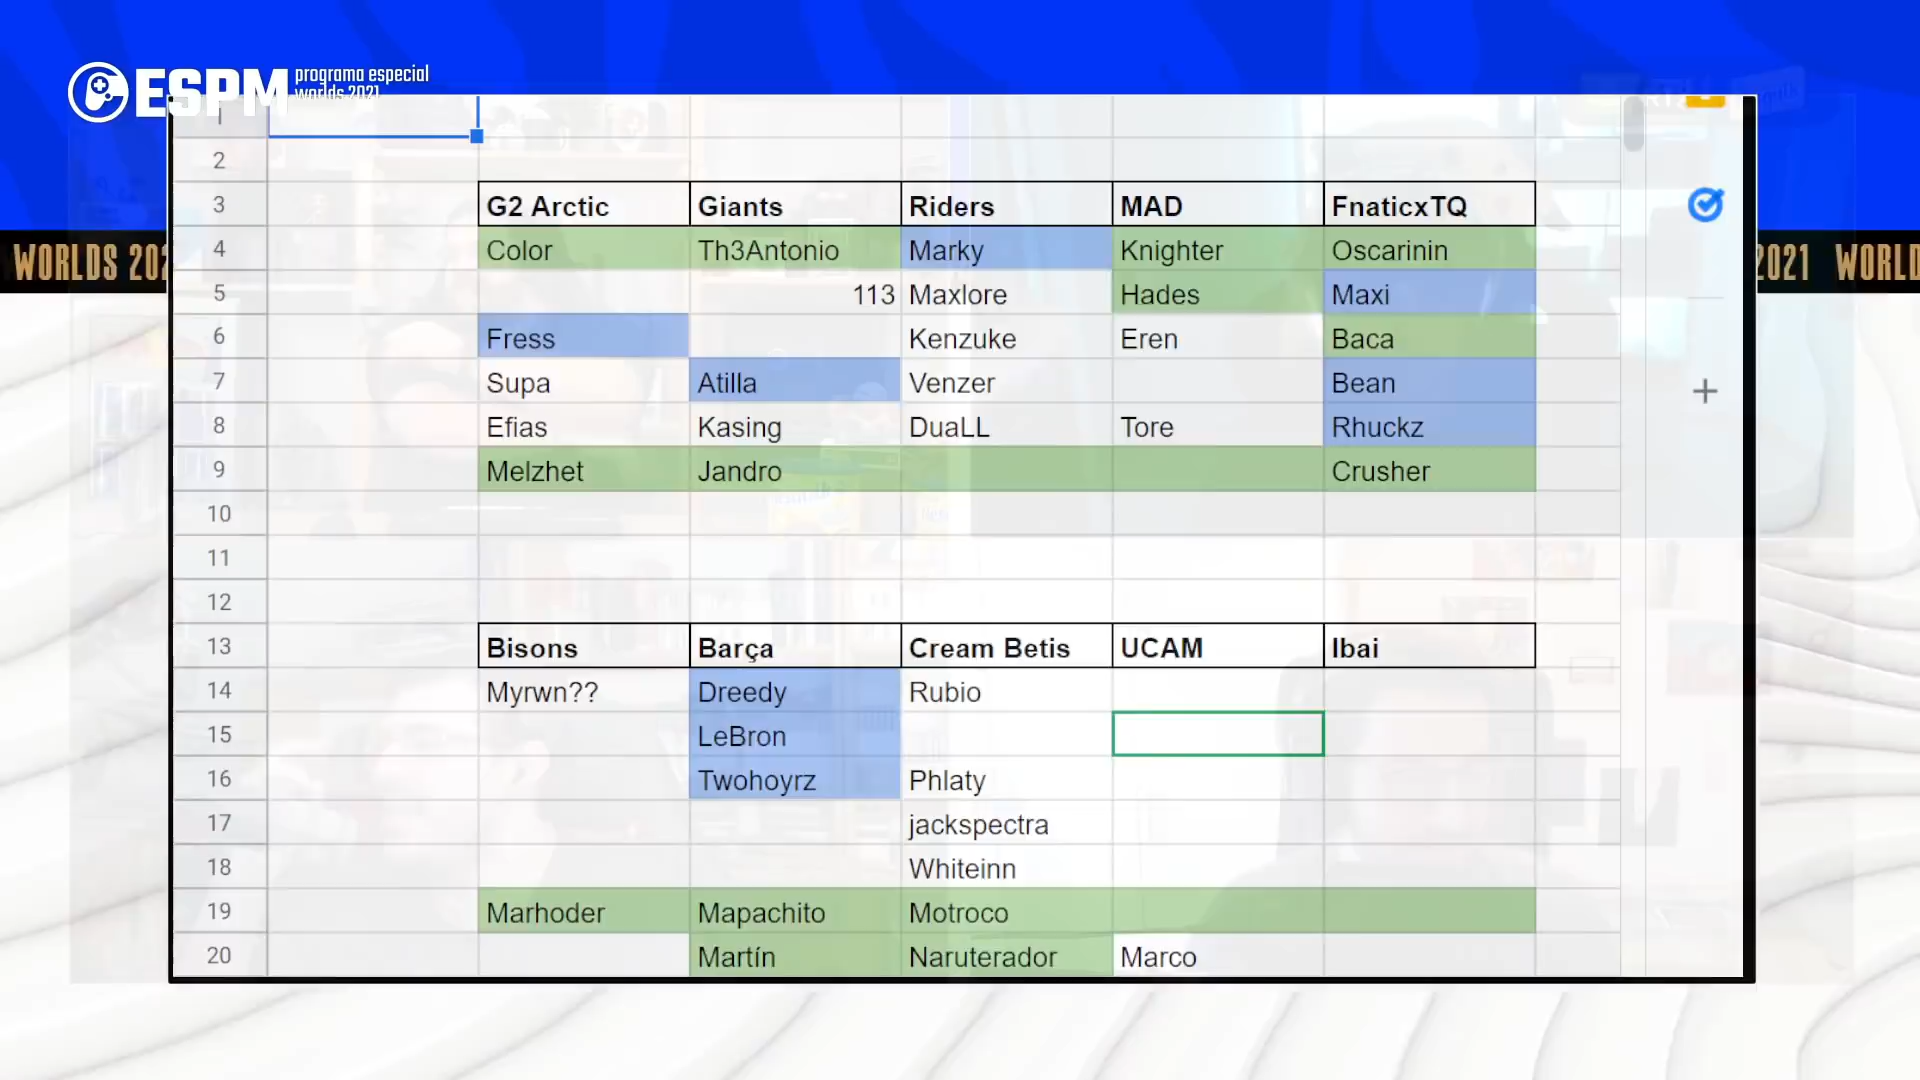 ESPM programa especial
worlds 2021
WORLDS 202
2021 WORLD
1
2
3 G2 Arctic Giants Riders MAD FnaticxTQ
4 Color Th3Antonio Marky Knighter Oscarinin
5 113 Maxlore Hades Maxi
6 Fress Kenzuke Eren Baca
7 Supa Atilla Venzer Bean
8 Efias Kasing DuaLL Tore Rhuckz
9 Melzhet Jandro Crusher
10
11
12
13 Bisons Barça Cream Betis UCAM Ibai
14 Myrwn?? Dreedy Rubio
15 LeBron
16 Twohoyrz Phlaty
17 jackspectra
18 Whiteinn
19 Marhoder Mapachito Motroco
20 Martín Naruterador Marco